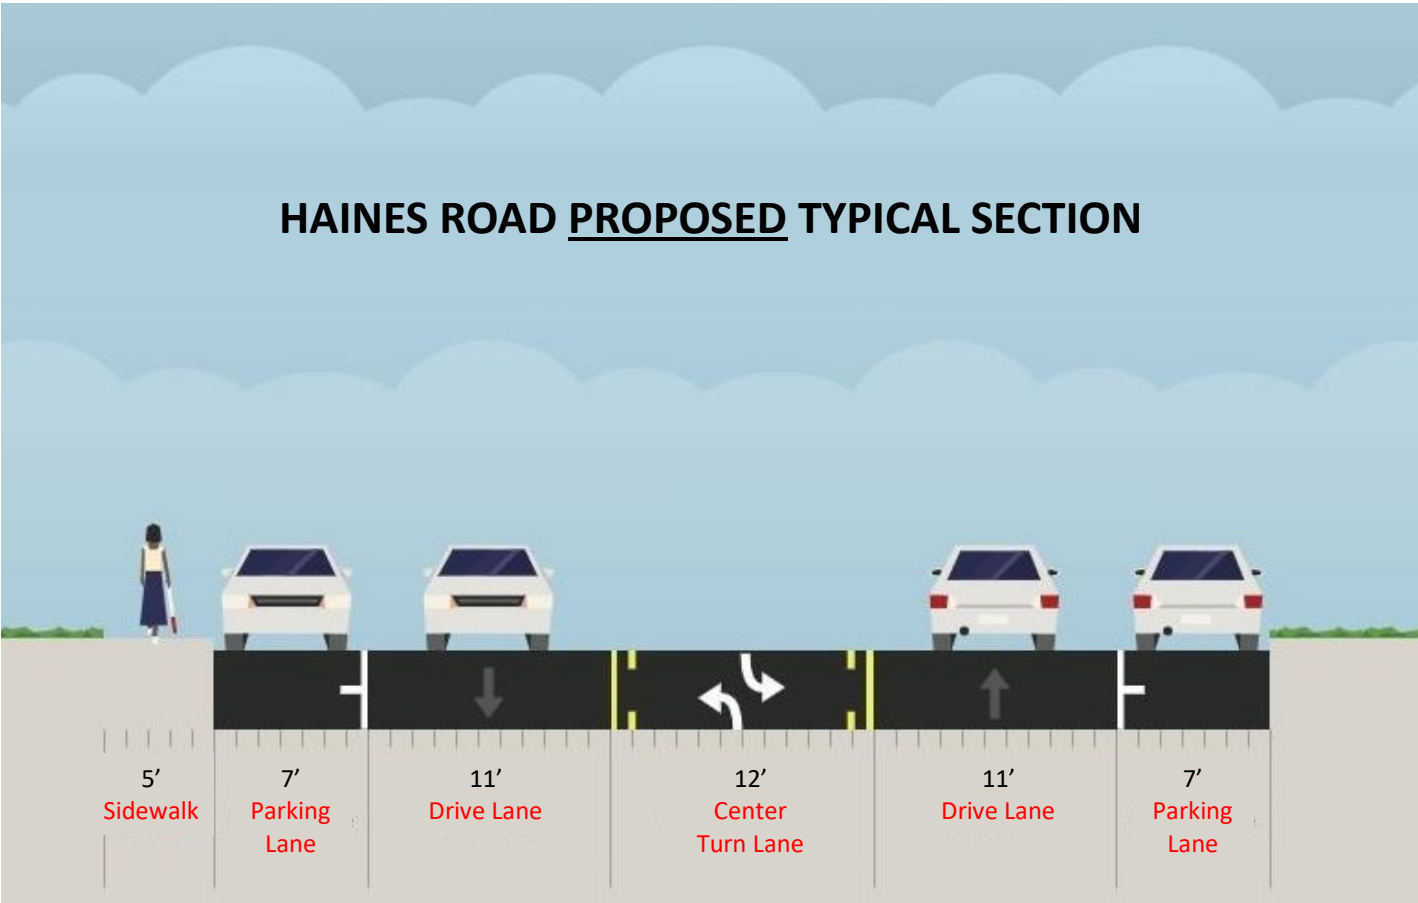 HAINES ROAD PROPOSED TYPICAL SECTION
5’
Sidewalk
7’
Parking
Lane
11’
Drive Lane
12’
Center
Turn Lane
11’
Drive Lane
7’
Parking
Lane